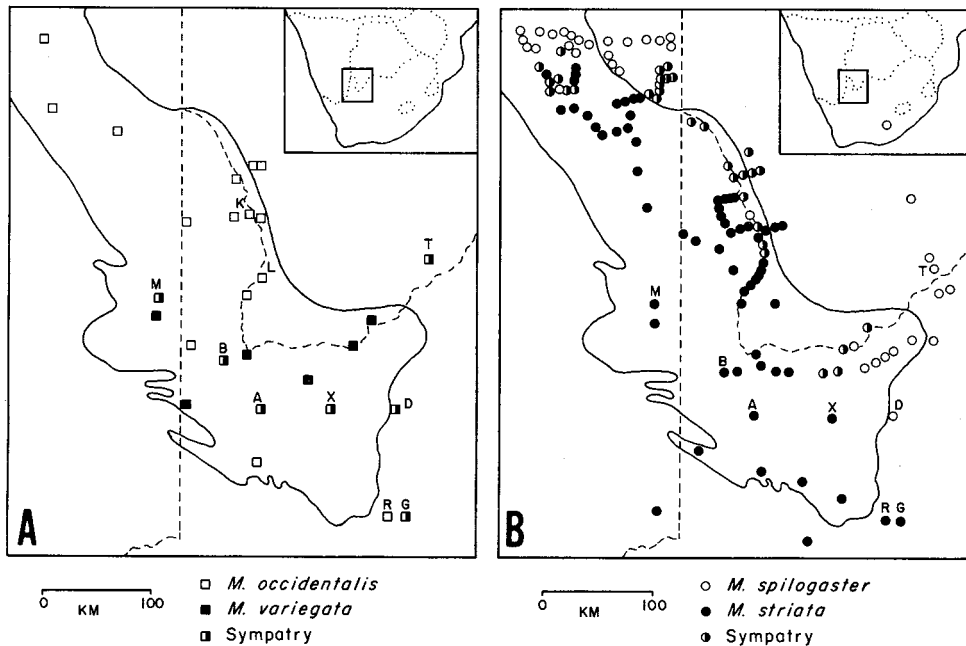 K
T
L
M
B
A
X
D
R
G
A
0
100
KM
M. occidentalis
M. variegata
Sympatry
T
M
B
A
X
D
R
G
B
0
100
KM
M. spilogaster
M. striata
Sympatry